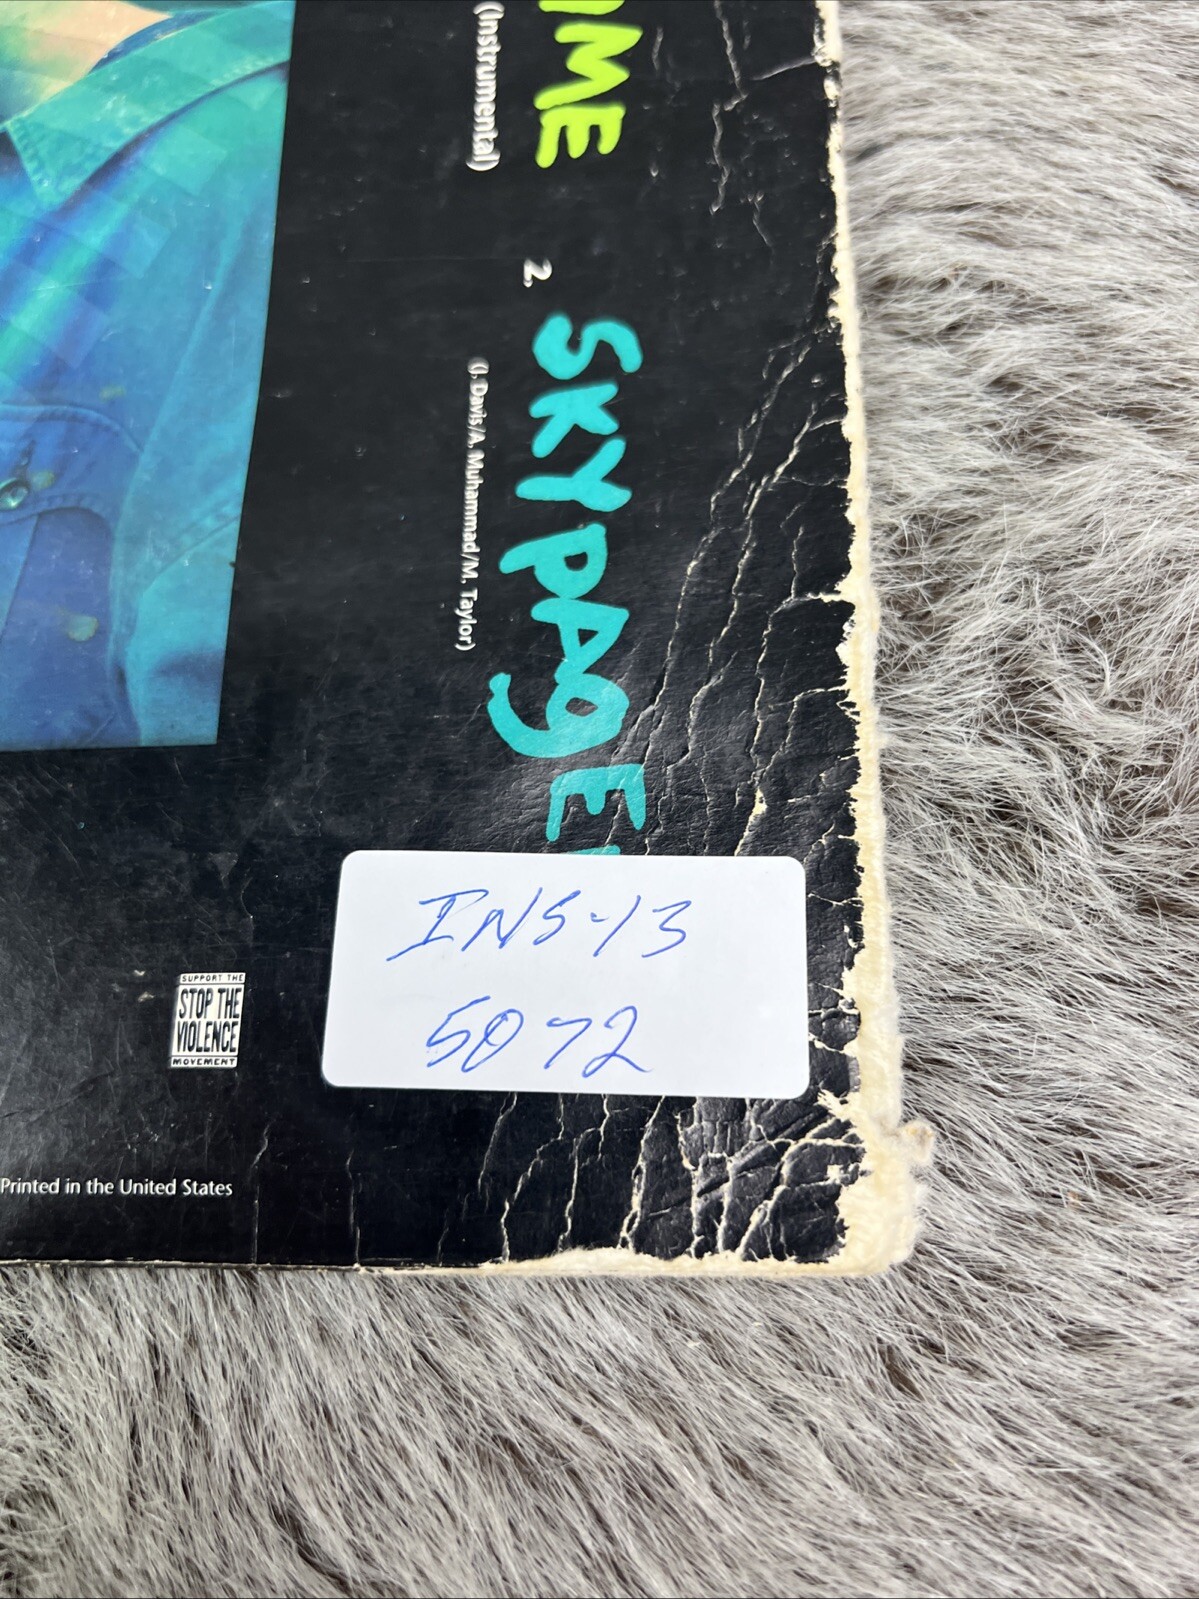 OME
(Instrumental)
2. SKYPAGE
(J. Davis/A. Muhammad/M. Taylor)
INS-13
5072
SUPPORT THE
STOP THE
VIOLENCE
MOVEMENT
Printed in the United States